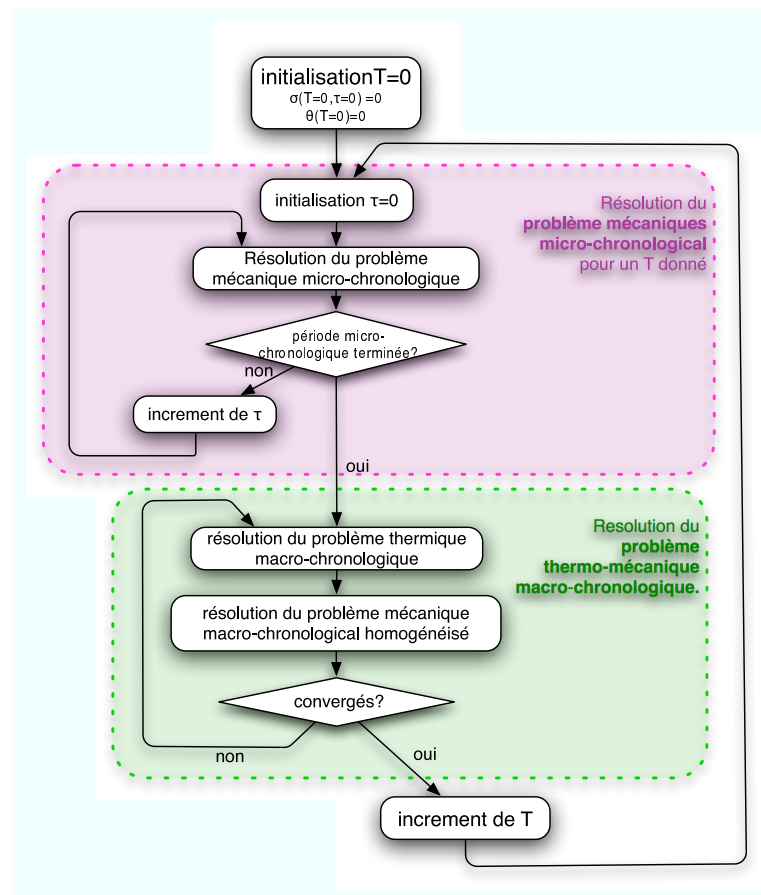 initialisationT=0
σ(T=0,τ=0) =0
θ(T=0)=0
initialisation τ=0
Résolution du
problème mécaniques
micro-chronological
pour un T donné
Résolution du problème
mécanique micro-chronologique
période micro-
chronologique terminée?
non
increment de τ
oui
résolution du problème thermique
macro-chronologique
Resolution du
problème
thermo-mécanique
macro-chronologique.
résolution du problème mécanique
macro-chronological homogénéisé
convergés?
non
oui
increment de T